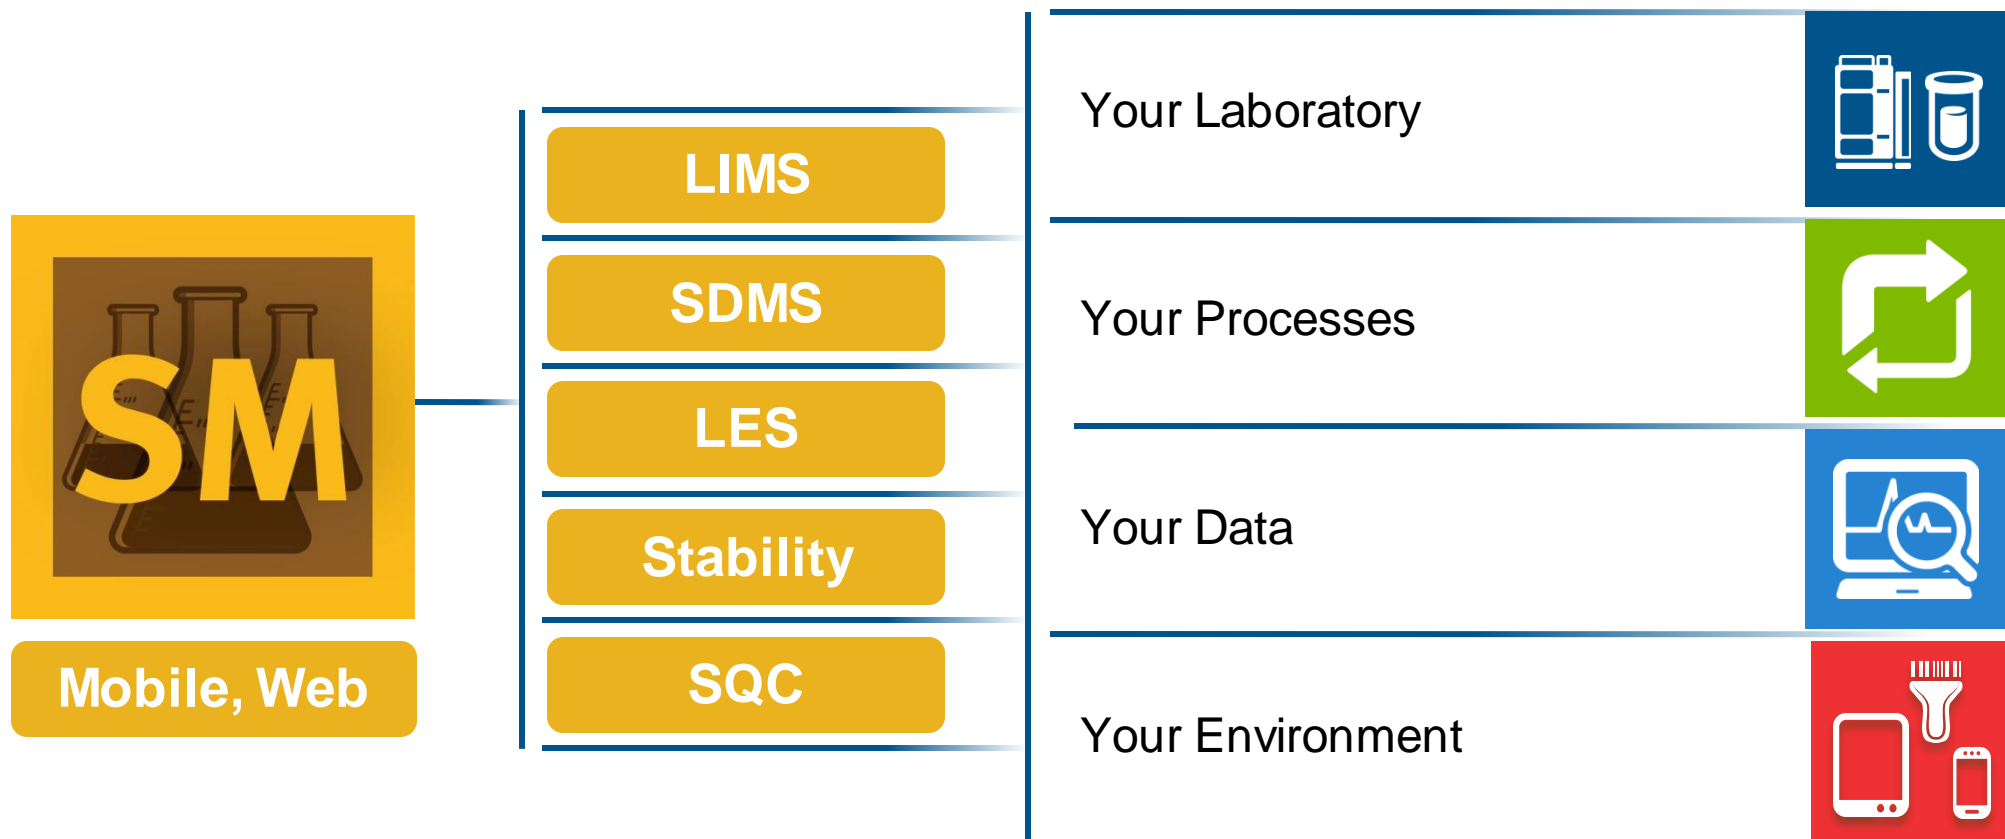 SM
Mobile, Web
LIMS
SDMS
LES
Stability
SQC
Your Laboratory
Your Processes
Your Data
Your Environment